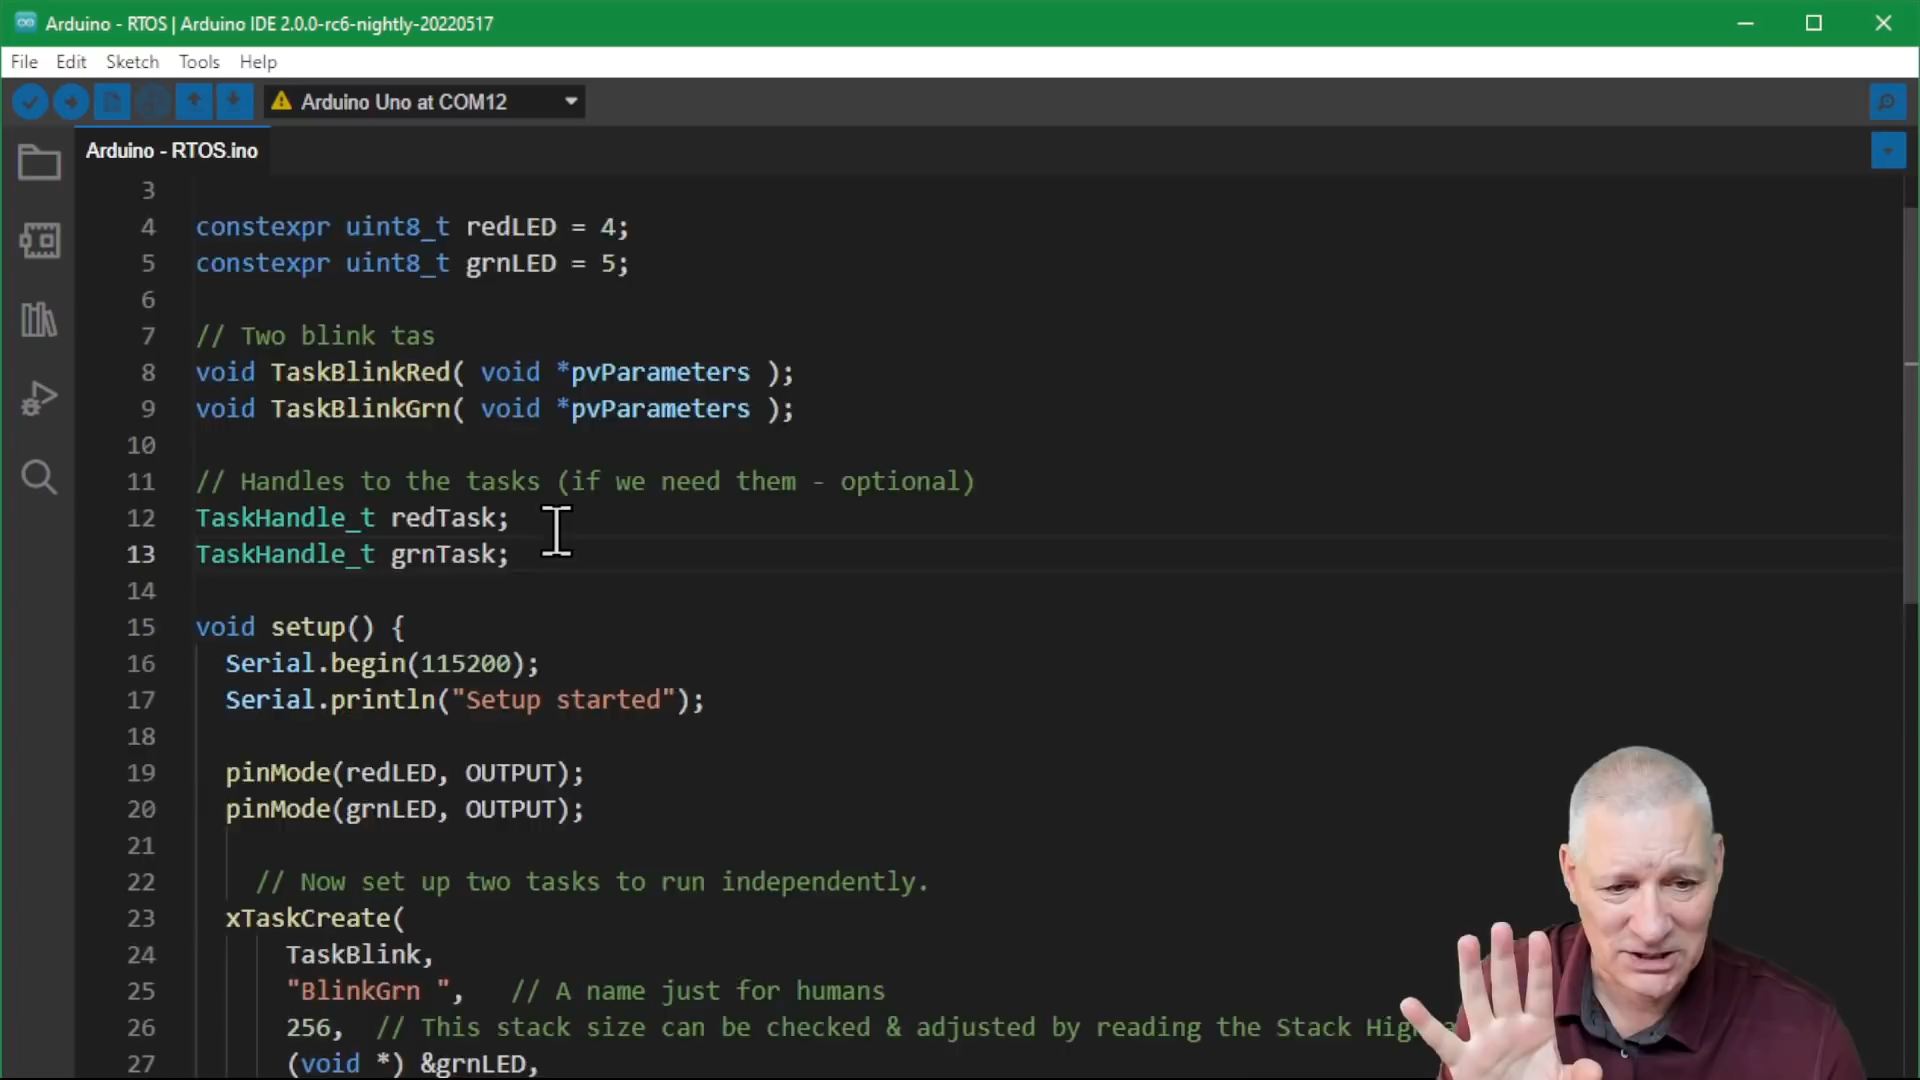 Arduino - RTOS | Arduino IDE 2.0.0-rc6-nightly-20220517
File Edit Sketch Tools Help
Arduino Uno at COM12
Arduino - RTOS.ino
3
4 constexpr uint8_t redLED = 4;
5 constexpr uint8_t grnLED = 5;
6
7 // Two blink tas
8 void TaskBlinkRed( void *pvParameters );
9 void TaskBlinkGrn( void *pvParameters );
10
11 // Handles to the tasks (if we need them - optional)
12 TaskHandle_t redTask;
13 TaskHandle_t grnTask;
14
15 void setup() {
16 Serial.begin(115200);
17 Serial.println("Setup started");
18
19 pinMode(redLED, OUTPUT);
20 pinMode(grnLED, OUTPUT);
21
22 // Now set up two tasks to run independently.
23 xTaskCreate(
24 TaskBlink,
25 "BlinkGrn ", // A name just for humans
26 256, // This stack size can be checked & adjusted by reading the Stack
27 (void *) &grnLED,